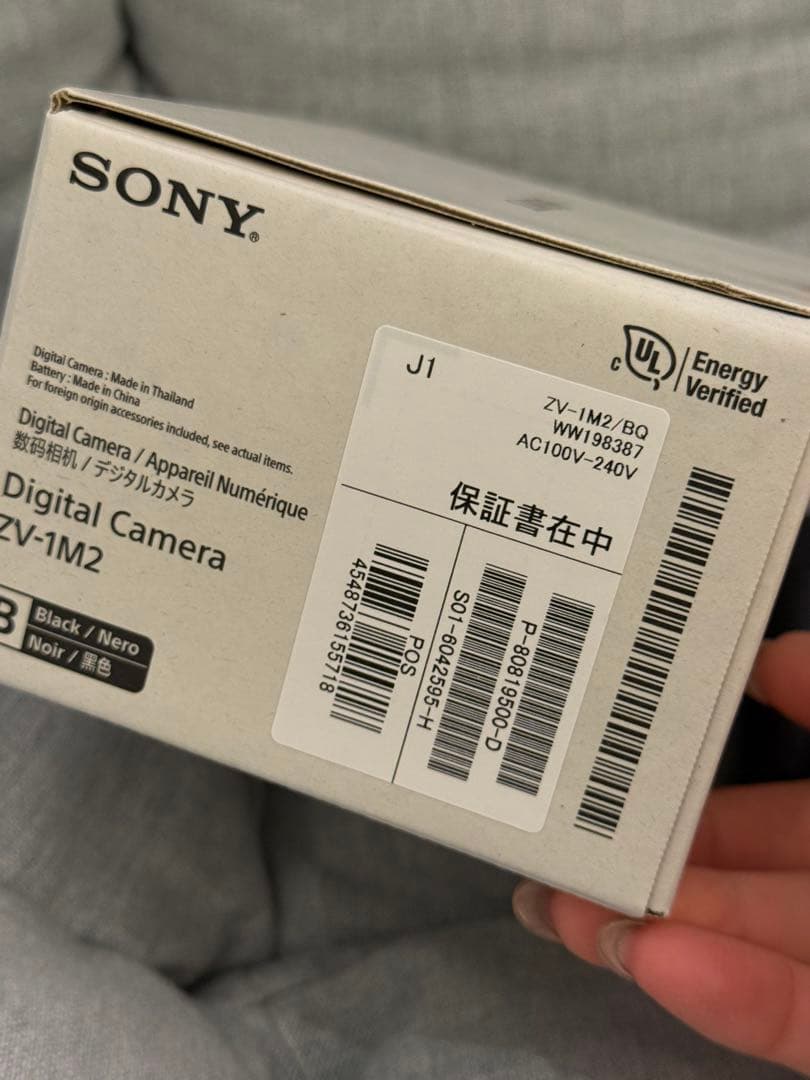 SONY®
Digital Camera : Made in Thailand
Battery : Made in China
For foreign origin accessories included, see actual items.
Digital Camera / Appareil Numérique
数码相机 / デジタルカメラ
Digital Camera
ZV-1M2
B
Black / Nero
Noir / 黑色
J1
ZV-1M2/BQ
WW198387
AC100V-240V
保証書在中
4548736155718
POS
S01-6042595-H
P-80819500-D
C UL
Energy
Verified